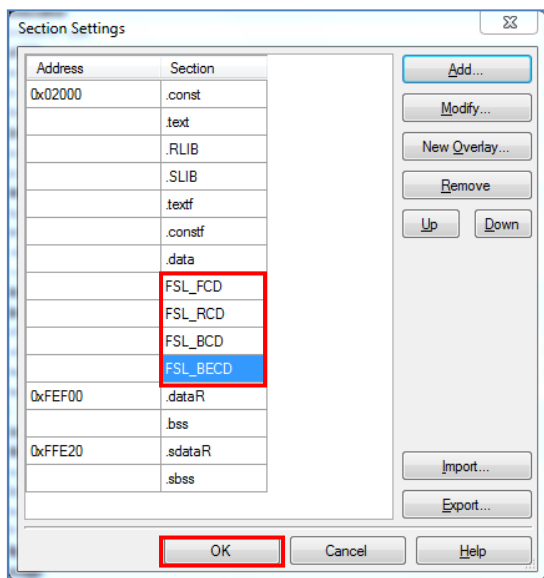 Section Settings
Address Section
0x02000 .const
.text
.RLIB
.SLIB
.textf
.constf
.data
FSL_FCD
FSL_RCD
FSL_BCD
FSL_BECD
0xFEF00 .dataR
.bss
0xFFE20 .sdataR
.sbss
Add...
Modify...
New Overlay...
Remove
Up Down
Import...
Export...
OK Cancel Help